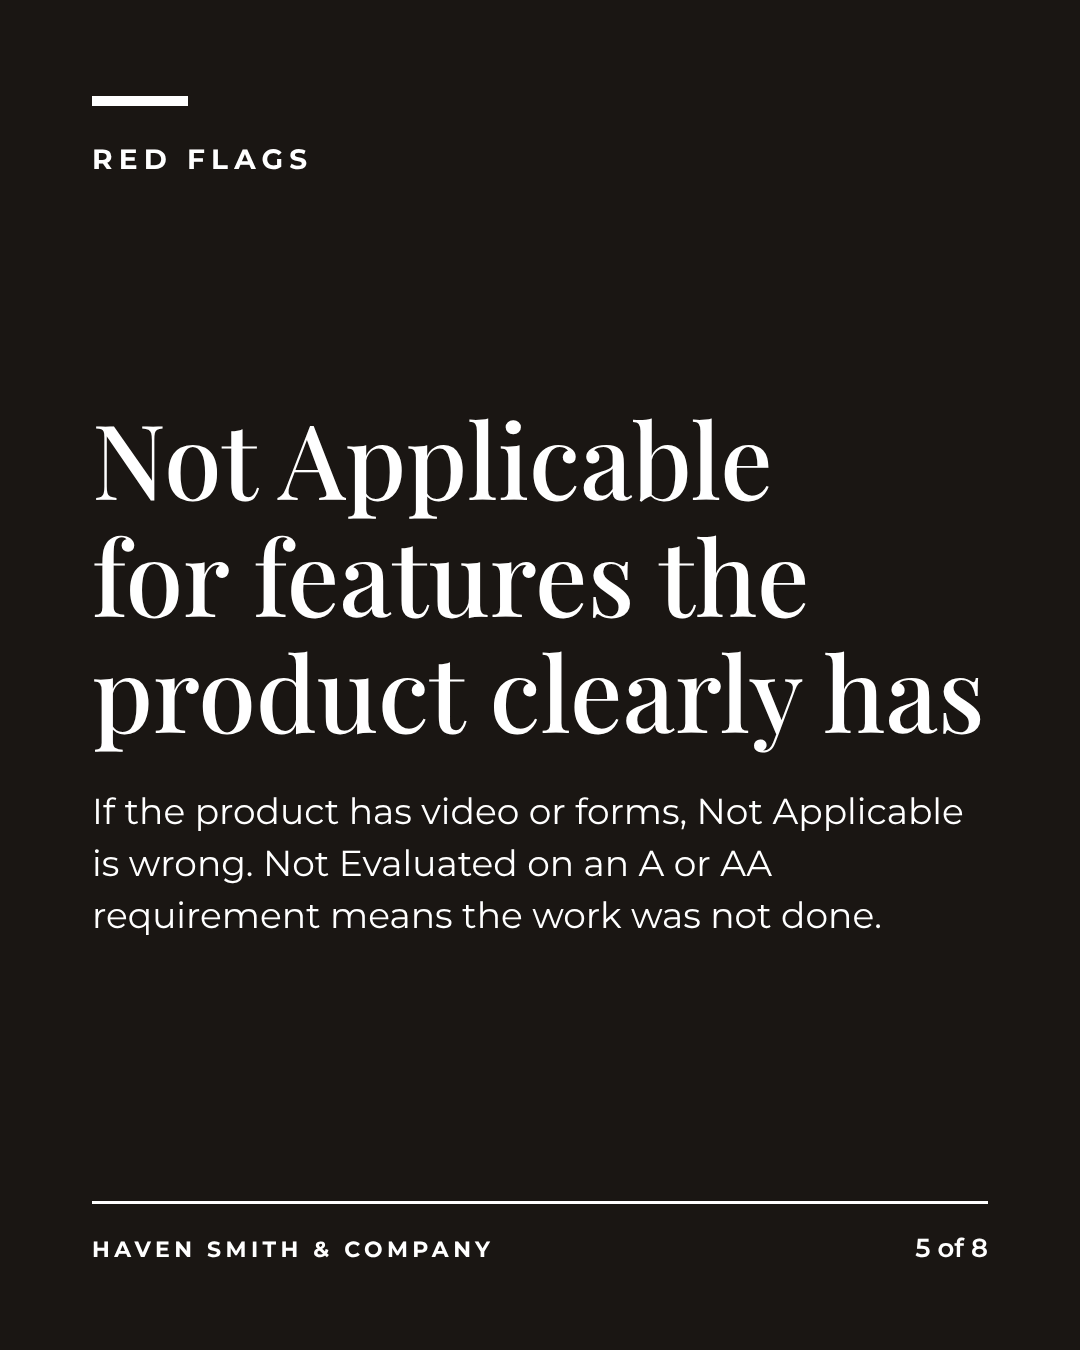 RED FLAGS
Not Applicable
for features the
product clearly has
If the product has video or forms, Not Applicable
is wrong. Not Evaluated on an A or AA
requirement means the work was not done.
HAVEN SMITH & COMPANY
5 of 8